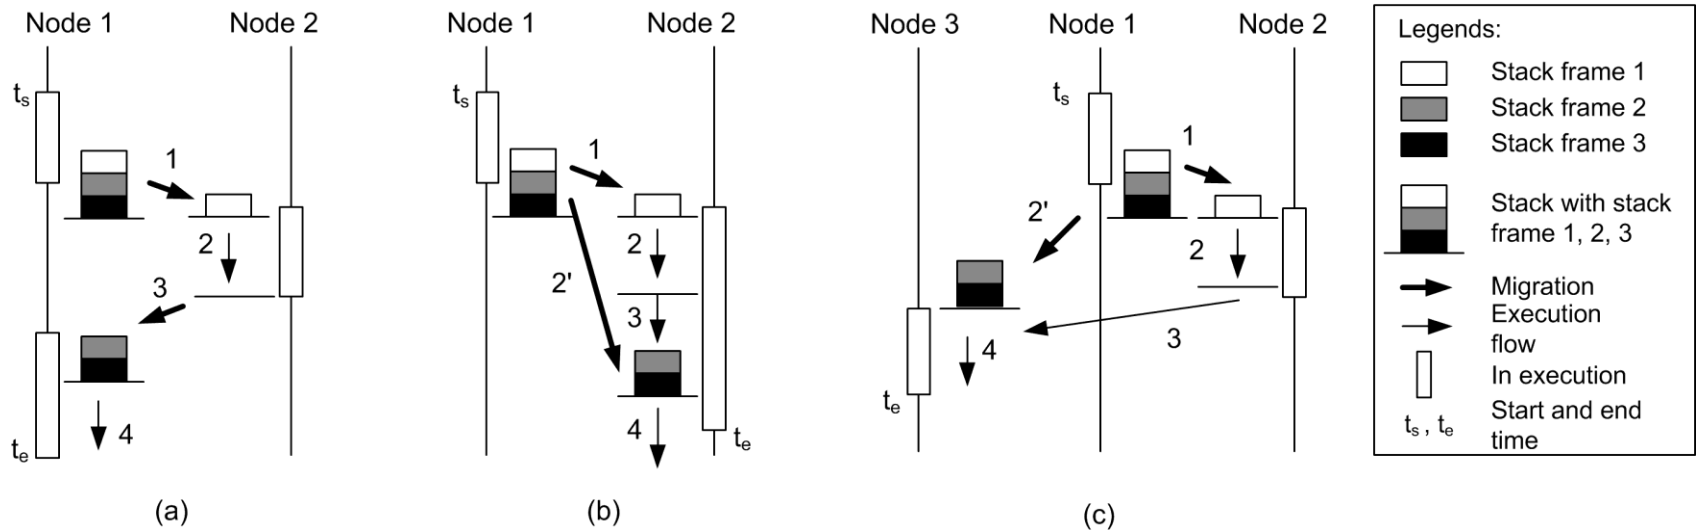 Node 1 Node 2
tₛ
1
2
3
4
tₑ
(a)
Node 1 Node 2
tₛ
1
2
2'
3
4
tₑ
(b)
Node 3 Node 1 Node 2
tₛ
1
2'
2
3
4
tₑ
(c)
Legends:
Stack frame 1
Stack frame 2
Stack frame 3
Stack with stack
frame 1, 2, 3
Migration
Execution
flow
In execution
tₛ , tₑ Start and end
time